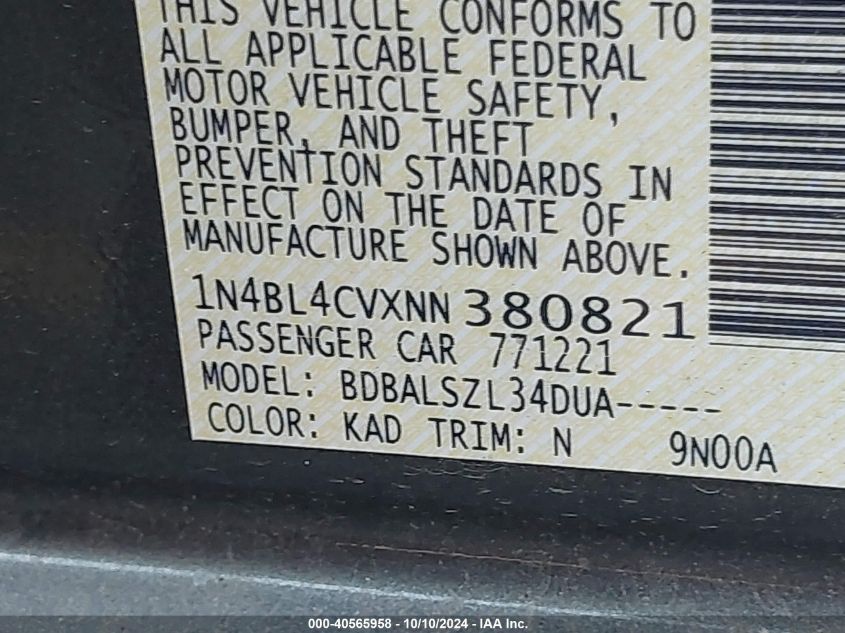 THIS VEHICLE CONFORMS TO
ALL APPLICABLE FEDERAL
MOTOR VEHICLE SAFETY,
BUMPER, AND THEFT
PREVENTION STANDARDS IN
EFFECT ON THE DATE OF
MANUFACTURE SHOWN ABOVE.
1N4BL4CVXNN 380821
PASSENGER CAR 771221
MODEL: BDBALSZL34DUA-----
COLOR: KAD TRIM: N 9N00A
000-40565958 - 10/10/2024 - IAA Inc.